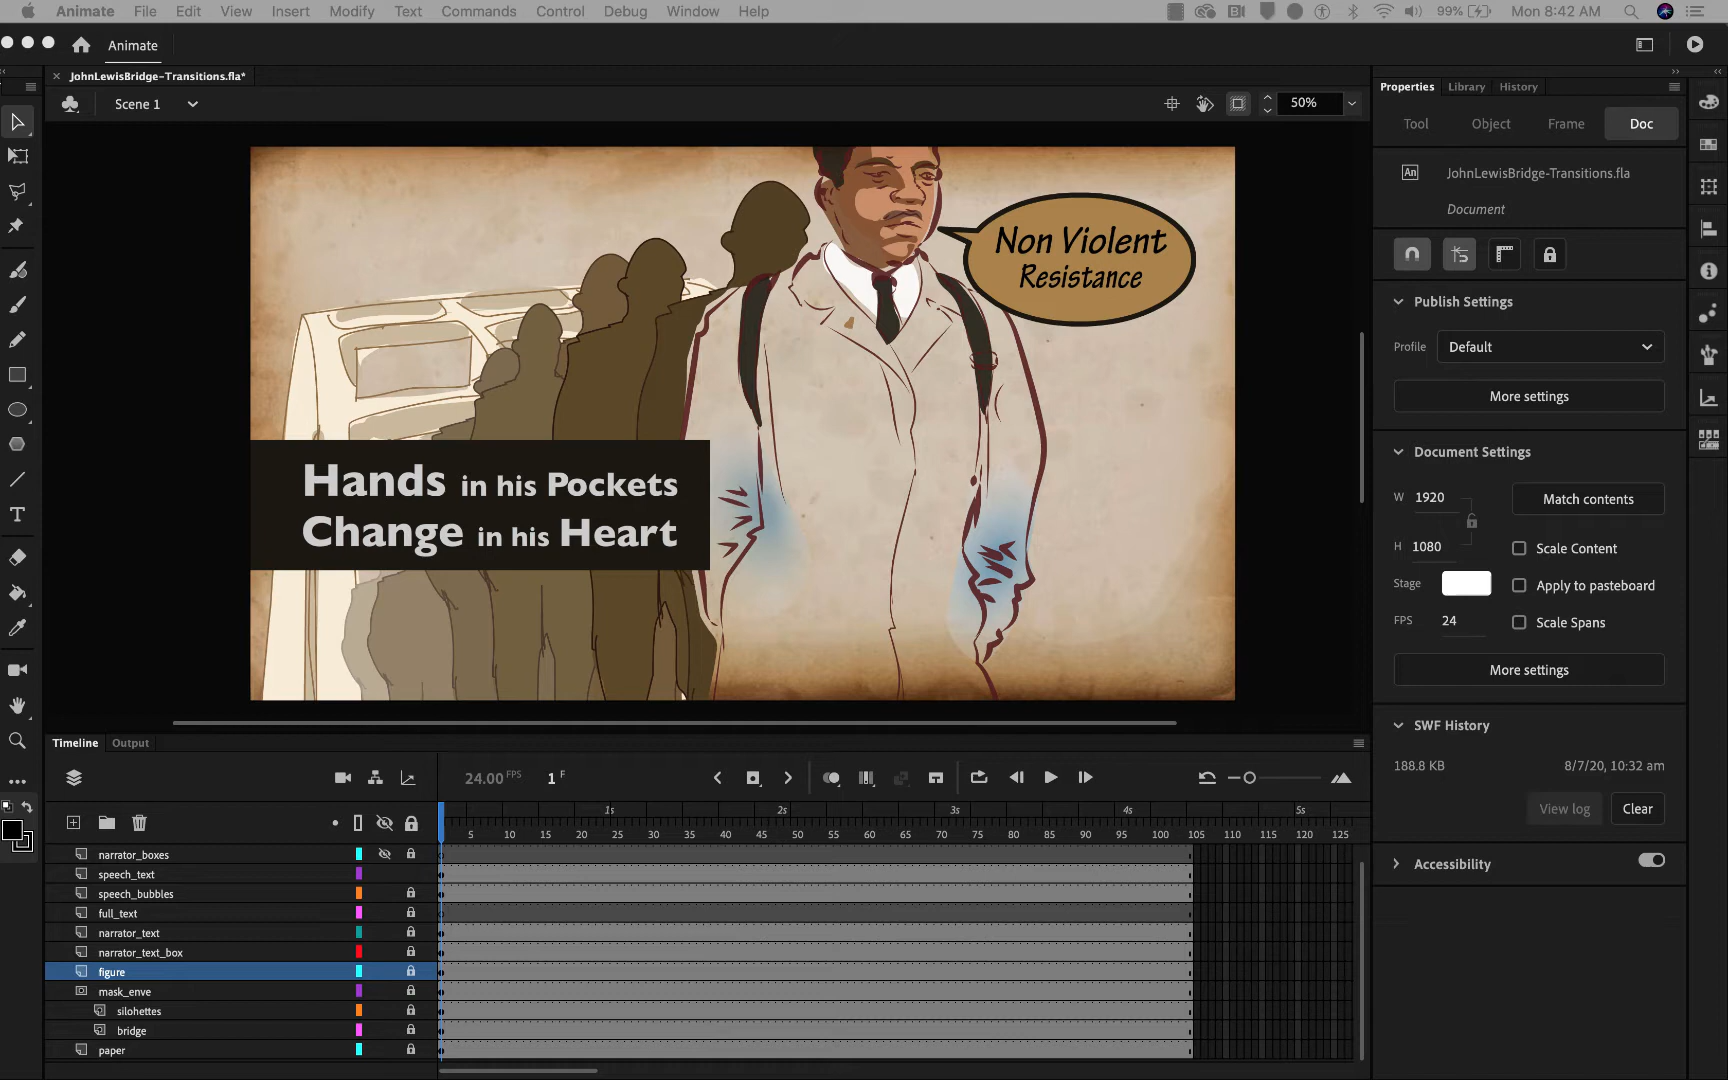 Animate File Edit View Insert Modify Commands Text Control Debug Window Help 99% Mon 8:42 AM
Animate
JohnLewisBridge-Transitions.fla*
Scene 1
50%
Non Violent
Resistance
Hands in his Pockets
Change in his Heart
Properties Library History
Tool Object Frame Doc
An JohnLewisBridge-Transitions.fla
Document
Publish Settings
Profile Default
More settings
Document Settings
W 1920 Match contents
H 1080 Scale Content
Stage Apply to pasteboard
FPS 24 Scale Spans
More settings
SWF History
188.8 KB 8/7/20, 10:32 am
View log Clear
Accessibility
Timeline Output
24.00 FPS 1 F
1s 2s 3s 4s 5s
5 10 15 20 25 30 35 40 45 50 55 60 65 70 75 80 85 90 95 100 105 110 115 120 125
narrator_boxes
speech_text
speech_bubbles
full_text
narrator_text
narrator_text_box
figure
mask_enve
silohettes
bridge
paper